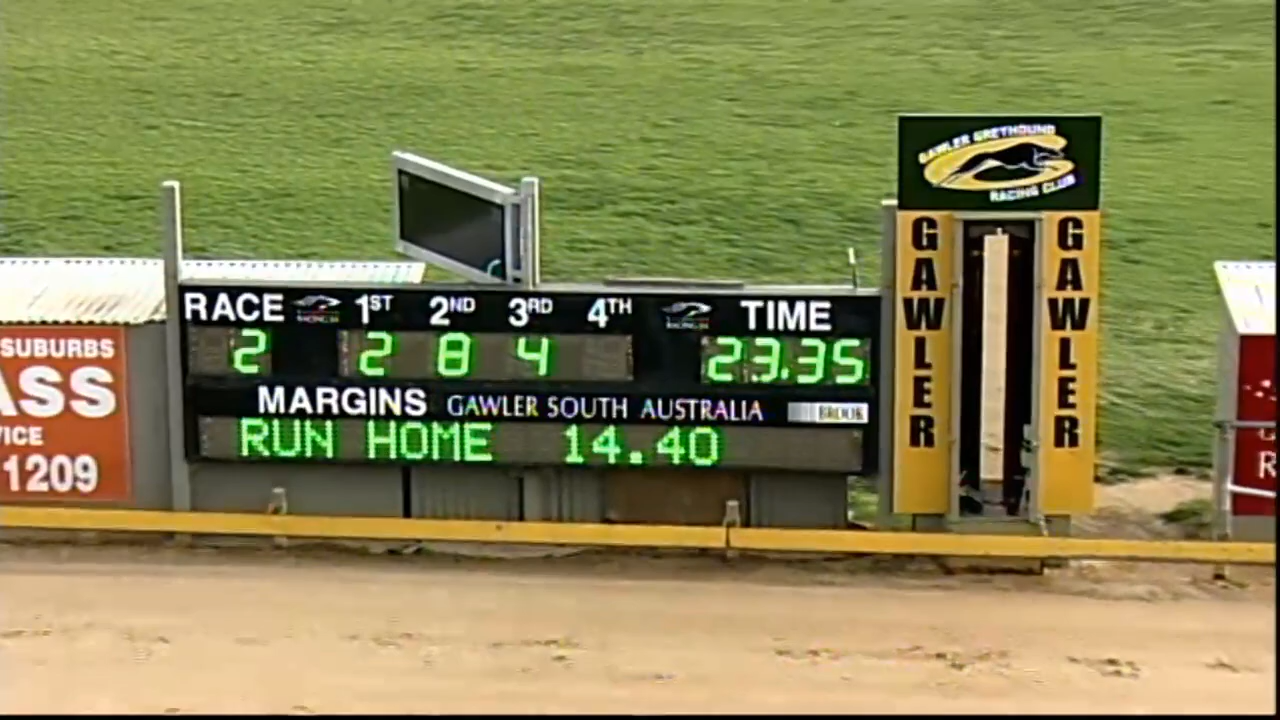 GAWLER GREYHOUND
RACING CLUB
GAWLER
GAWLER
RACE 1ST 2ND 3RD 4TH TIME
2 2 8 4 23.35
MARGINS GAWLER SOUTH AUSTRALIA BROOK
RUN HOME 14.40
SUBURBS
ASS
VICE
1209
R